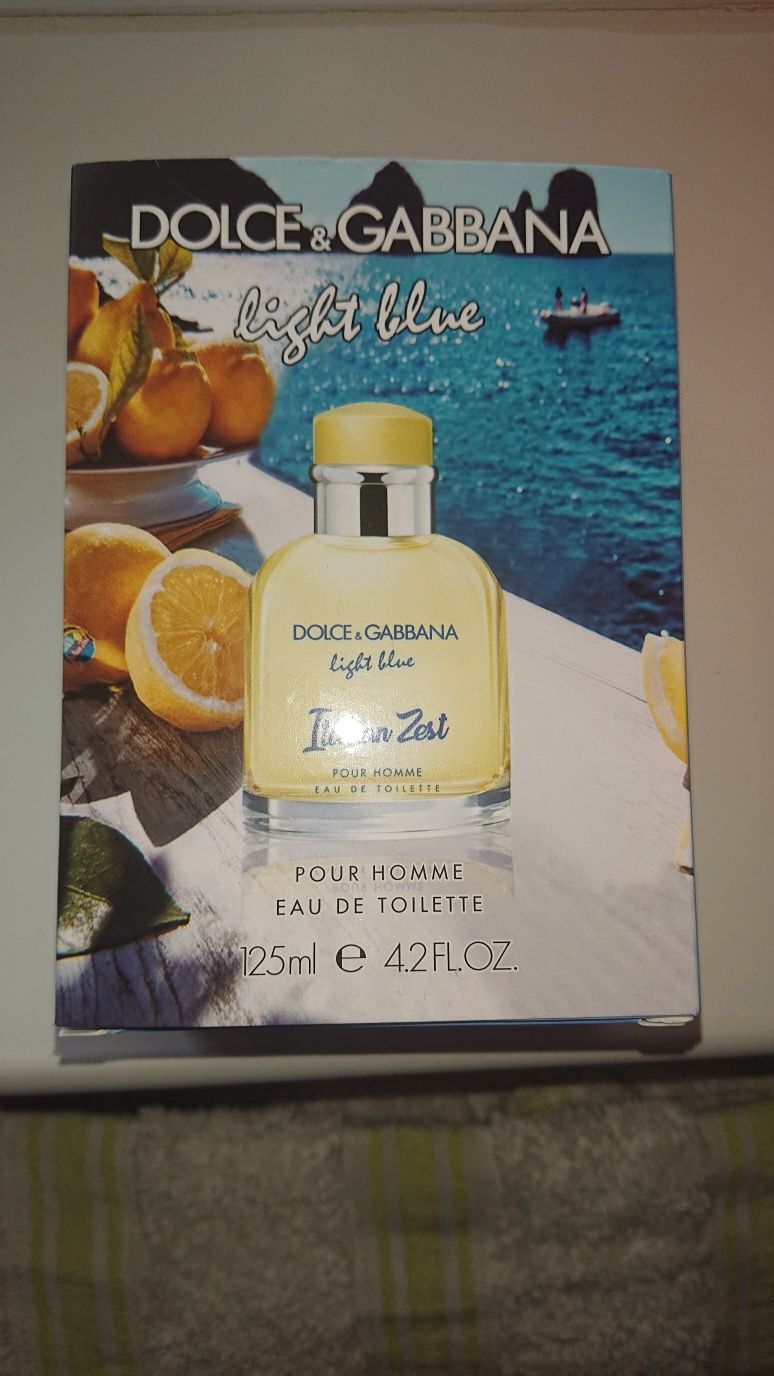 DOLCE & GABBANA
light blue
DOLCE & GABBANA
light blue
Italian Zest
POUR HOMME
EAU DE TOILETTE
POUR HOMME
EAU DE TOILETTE
125ml e 4.2FL.OZ.